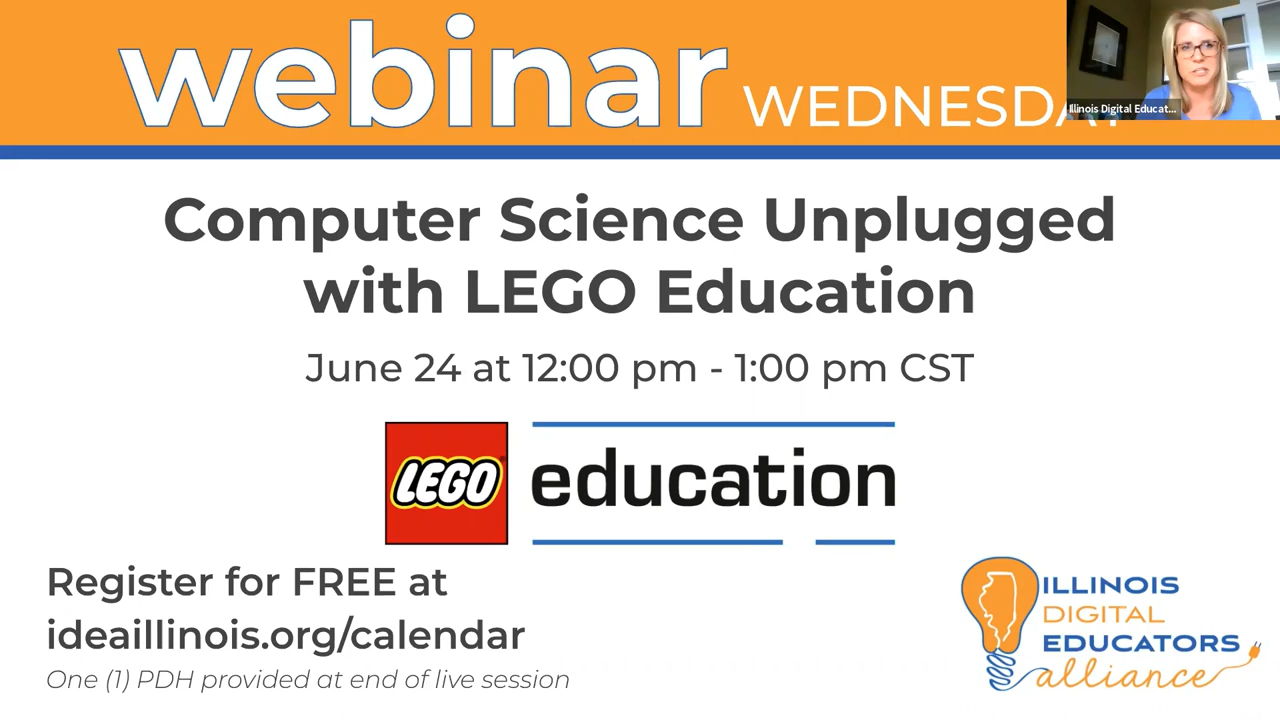 webinar WEDNESDAY
Illinois Digital Educat...
Computer Science Unplugged
with LEGO Education
June 24 at 12:00 pm - 1:00 pm CST
LEGO education
Register for FREE at
ideaillinois.org/calendar
One (1) PDH provided at end of live session
ILLINOIS
DIGITAL
EDUCATORS
alliance